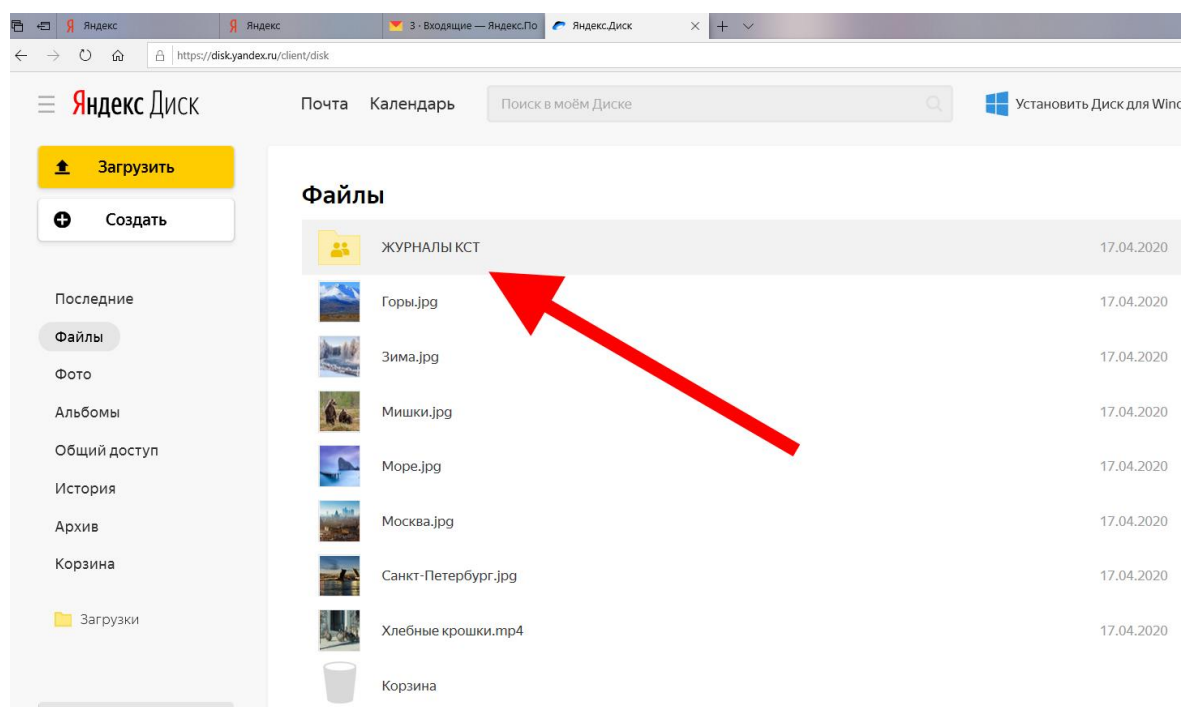 Яндекс
Яндекс
3 · Входящие — Яндекс.По
Яндекс.Диск
https://disk.yandex.ru/client/disk
Яндекс Диск
Почта
Календарь
Поиск в моём Диске
Установить Диск для Wind
Загрузить
Создать
Последние
Файлы
Фото
Альбомы
Общий доступ
История
Архив
Корзина
Загрузки
Файлы
ЖУРНАЛЫ КСТ 17.04.2020
Горы.jpg 17.04.2020
Зима.jpg 17.04.2020
Мишки.jpg 17.04.2020
Море.jpg 17.04.2020
Москва.jpg 17.04.2020
Санкт-Петербург.jpg 17.04.2020
Хлебные крошки.mp4 17.04.2020
Корзина